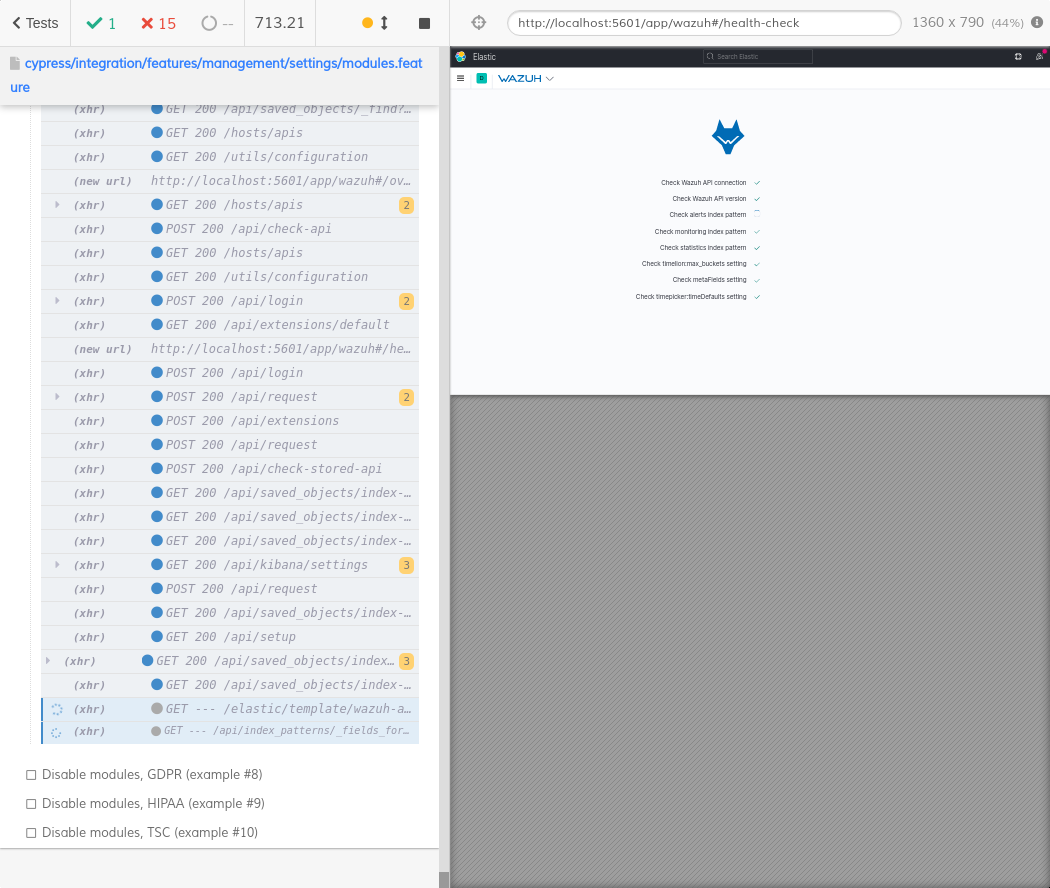 Tests
1
15
--
713.21
http://localhost:5601/app/wazuh#/health-check
1360 x 790 (44%)
cypress/integration/features/management/settings/modules.feat
ure
(xhr) GET 200 /api/saved_objects/_find?…
(xhr) GET 200 /hosts/apis
(xhr) GET 200 /utils/configuration
(new url) http://localhost:5601/app/wazuh#/ov…
(xhr) GET 200 /hosts/apis 2
(xhr) POST 200 /api/check-api
(xhr) GET 200 /hosts/apis
(xhr) GET 200 /utils/configuration
(xhr) POST 200 /api/login 2
(xhr) GET 200 /api/extensions/default
(new url) http://localhost:5601/app/wazuh#/he…
(xhr) POST 200 /api/login
(xhr) POST 200 /api/request 2
(xhr) POST 200 /api/extensions
(xhr) POST 200 /api/request
(xhr) POST 200 /api/check-stored-api
(xhr) GET 200 /api/saved_objects/index-…
(xhr) GET 200 /api/saved_objects/index-…
(xhr) GET 200 /api/saved_objects/index-…
(xhr) GET 200 /api/kibana/settings 3
(xhr) POST 200 /api/request
(xhr) GET 200 /api/saved_objects/index-…
(xhr) GET 200 /api/setup
(xhr) GET 200 /api/saved_objects/index… 3
(xhr) GET 200 /api/saved_objects/index-…
(xhr) GET --- /elastic/template/wazuh-a…
(xhr) GET --- /api/index_patterns/_fields_for…
Disable modules, GDPR (example #8)
Disable modules, HIPAA (example #9)
Disable modules, TSC (example #10)
Elastic
Search Elastic
D
WAZUH
Check Wazuh API connection
Check Wazuh API version
Check alerts index pattern
Check monitoring index pattern
Check statistics index pattern
Check timelion:max_buckets setting
Check metaFields setting
Check timepicker:timeDefaults setting